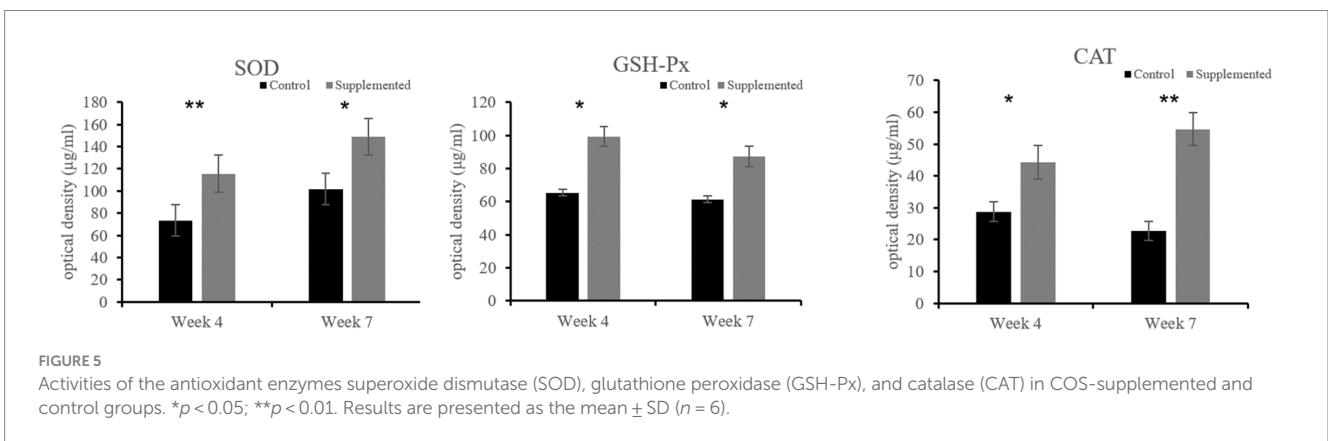 SOD
■ Control ■ Supplemented
optical density (µg/ml)
180
160
140
120
100
80
60
40
20
0
**
*
Week 4 Week 7
GSH-Px
■ Control ■ Supplemented
optical density (µg/ml)
120
100
80
60
40
20
0
*
*
Week 4 Week 7
CAT
■ Control ■ Supplemented
optical density (µg/ml)
70
60
50
40
30
20
10
0
*
**
Week 4 Week 7
FIGURE 5
Activities of the antioxidant enzymes superoxide dismutase (SOD), glutathione peroxidase (GSH-Px), and catalase (CAT) in COS-supplemented and
control groups. *p < 0.05; **p < 0.01. Results are presented as the mean ± SD (n = 6).